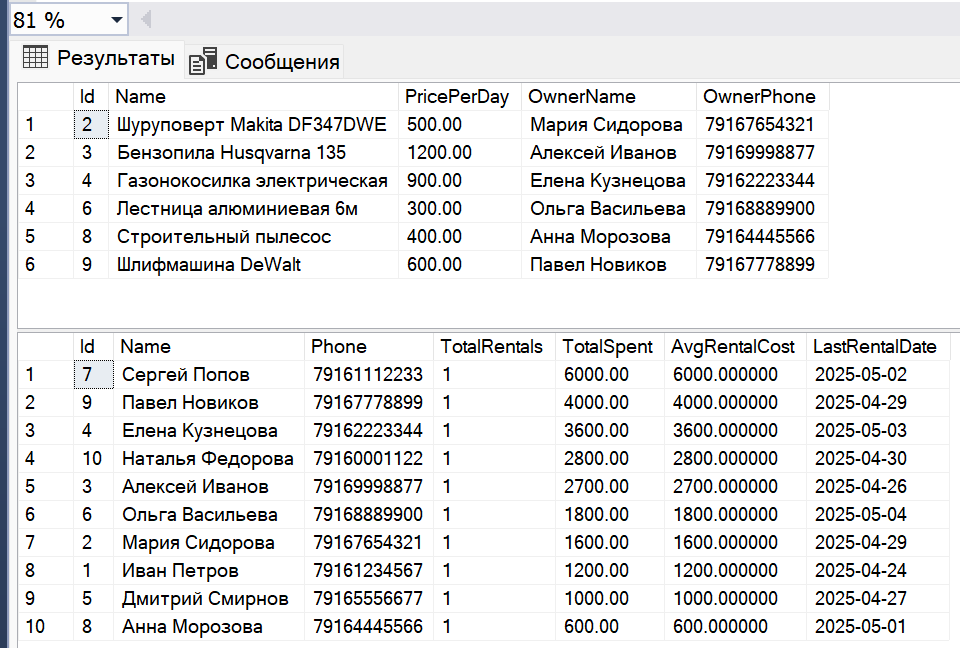 81 %
Результаты Сообщения
Id Name PricePerDay OwnerName OwnerPhone
1 2 Шуруповерт Makita DF347DWE 500.00 Мария Сидорова 79167654321
2 3 Бензопила Husqvarna 135 1200.00 Алексей Иванов 79169998877
3 4 Газонокосилка электрическая 900.00 Елена Кузнецова 79162223344
4 6 Лестница алюминиевая 6м 300.00 Ольга Васильева 79168889900
5 8 Строительный пылесос 400.00 Анна Морозова 79164445566
6 9 Шлифмашина DeWalt 600.00 Павел Новиков 79167778899
Id Name Phone TotalRentals TotalSpent AvgRentalCost LastRentalDate
1 7 Сергей Попов 79161112233 1 6000.00 6000.000000 2025-05-02
2 9 Павел Новиков 79167778899 1 4000.00 4000.000000 2025-04-29
3 4 Елена Кузнецова 79162223344 1 3600.00 3600.000000 2025-05-03
4 10 Наталья Федорова 79160001122 1 2800.00 2800.000000 2025-04-30
5 3 Алексей Иванов 79169998877 1 2700.00 2700.000000 2025-04-26
6 6 Ольга Васильева 79168889900 1 1800.00 1800.000000 2025-05-04
7 2 Мария Сидорова 79167654321 1 1600.00 1600.000000 2025-04-29
8 1 Иван Петров 79161234567 1 1200.00 1200.000000 2025-04-24
9 5 Дмитрий Смирнов 79165556677 1 1000.00 1000.000000 2025-04-27
10 8 Анна Морозова 79164445566 1 600.00 600.000000 2025-05-01